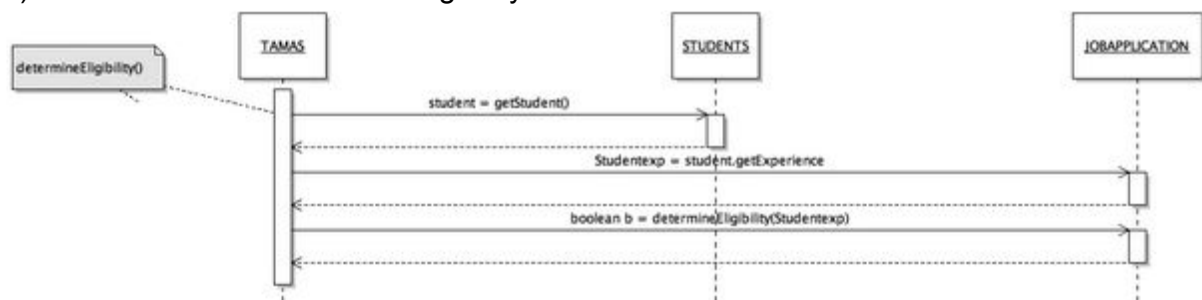 TAMAS
STUDENTS
JOBAPPLICATION
determineEligibility()
student = getStudent()
Studentexp = student.getExperience
boolean b = determineEligibility(Studentexp)